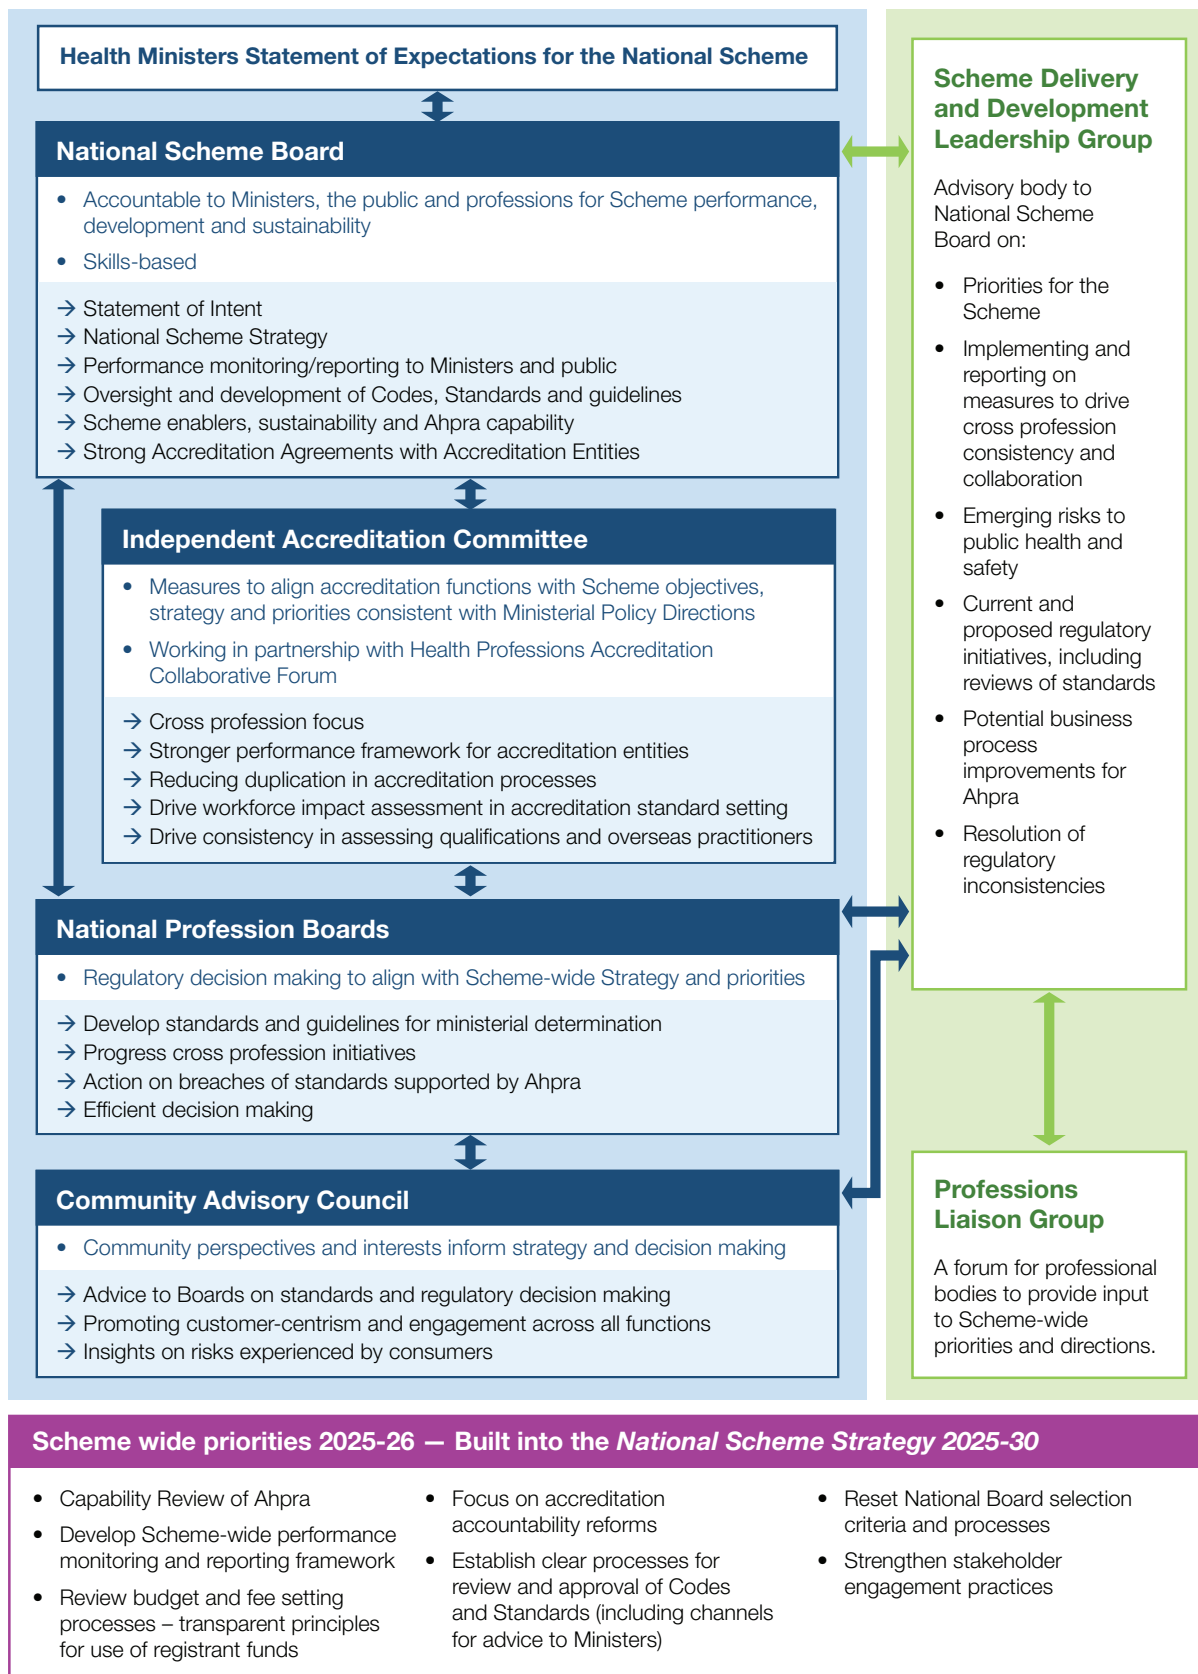 Health Ministers Statement of Expectations for the National Scheme
National Scheme Board
• Accountable to Ministers, the public and professions for Scheme performance,
development and sustainability
• Skills-based
→ Statement of Intent
→ National Scheme Strategy
→ Performance monitoring/reporting to Ministers and public
→ Oversight and development of Codes, Standards and guidelines
→ Scheme enablers, sustainability and Ahpra capability
→ Strong Accreditation Agreements with Accreditation Entities
Independent Accreditation Committee
• Measures to align accreditation functions with Scheme objectives,
strategy and priorities consistent with Ministerial Policy Directions
• Working in partnership with Health Professions Accreditation
Collaborative Forum
→ Cross profession focus
→ Stronger performance framework for accreditation entities
→ Reducing duplication in accreditation processes
→ Drive workforce impact assessment in accreditation standard setting
→ Drive consistency in assessing qualifications and overseas practitioners
National Profession Boards
• Regulatory decision making to align with Scheme-wide Strategy and priorities
→ Develop standards and guidelines for ministerial determination
→ Progress cross profession initiatives
→ Action on breaches of standards supported by Ahpra
→ Efficient decision making
Community Advisory Council
• Community perspectives and interests inform strategy and decision making
→ Advice to Boards on standards and regulatory decision making
→ Promoting customer-centrism and engagement across all functions
→ Insights on risks experienced by consumers
Scheme Delivery
and Development
Leadership Group
Advisory body to
National Scheme
Board on:
• Priorities for the
Scheme
• Implementing and
reporting on
measures to drive
cross profession
consistency and
collaboration
• Emerging risks to
public health and
safety
• Current and
proposed regulatory
initiatives, including
reviews of standards
• Potential business
process
improvements for
Ahpra
• Resolution of
regulatory
inconsistencies
Professions
Liaison Group
A forum for professional
bodies to provide input
to Scheme-wide
priorities and directions.
Scheme wide priorities 2025-26 — Built into the National Scheme Strategy 2025-30
• Capability Review of Ahpra
• Develop Scheme-wide performance
monitoring and reporting framework
• Review budget and fee setting
processes – transparent principles
for use of registrant funds
• Focus on accreditation
accountability reforms
• Establish clear processes for
review and approval of Codes
and Standards (including channels
for advice to Ministers)
• Reset National Board selection
criteria and processes
• Strengthen stakeholder
engagement practices